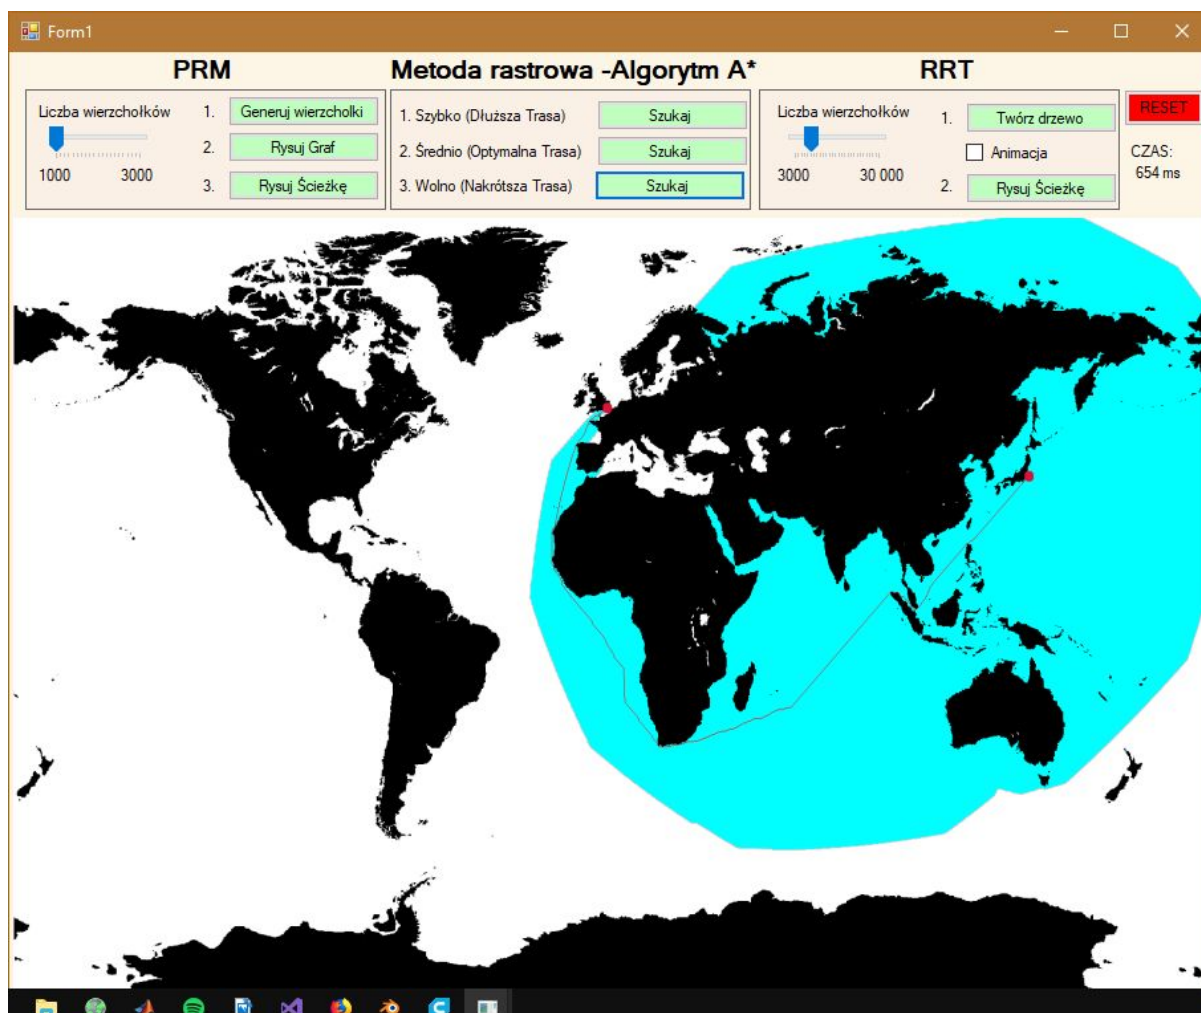 Form1
PRM
Metoda rastrowa -Algorytm A*
RRT
Liczba wierzchołków
1000 3000
1. Generuj wierzcholki
2. Rysuj Graf
3. Rysuj Ścieżkę
1. Szybko (Dłuższa Trasa) Szukaj
2. Średnio (Optymalna Trasa) Szukaj
3. Wolno (Nakrótsza Trasa) Szukaj
Liczba wierzchołków
3000 30 000
1. Twórz drzewo
Animacja
2. Rysuj Ścieżkę
RESET
CZAS:
654 ms